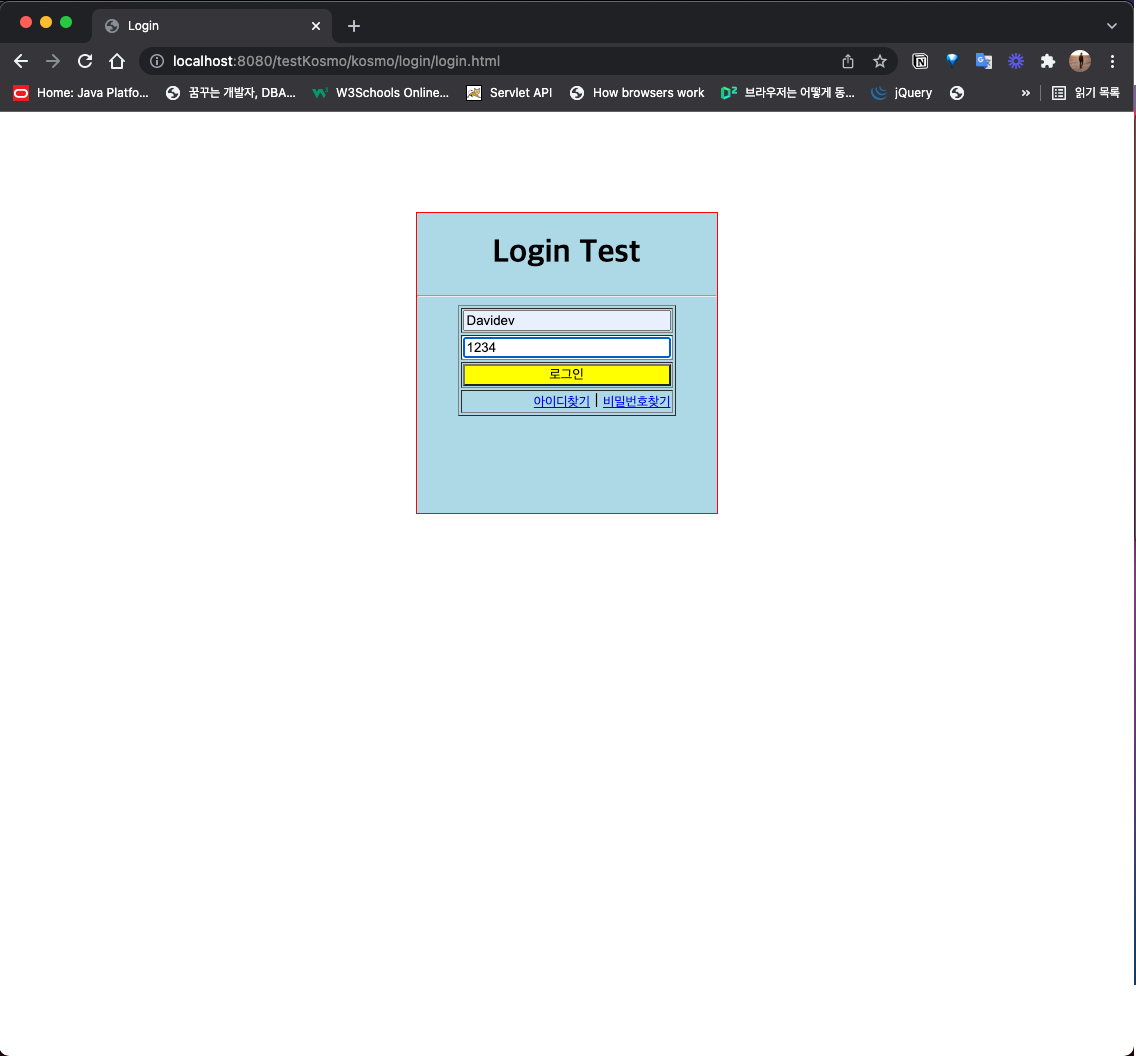 Login
localhost:8080/testKosmo/kosmo/login/login.html
Home: Java Platfo... 꿈꾸는 개발자, DBA... W3Schools Online... Servlet API How browsers work 브라우저는 어떻게 동... jQuery » 읽기 목록
Login Test
Davidev
1234
로그인
아이디찾기 | 비밀번호찾기